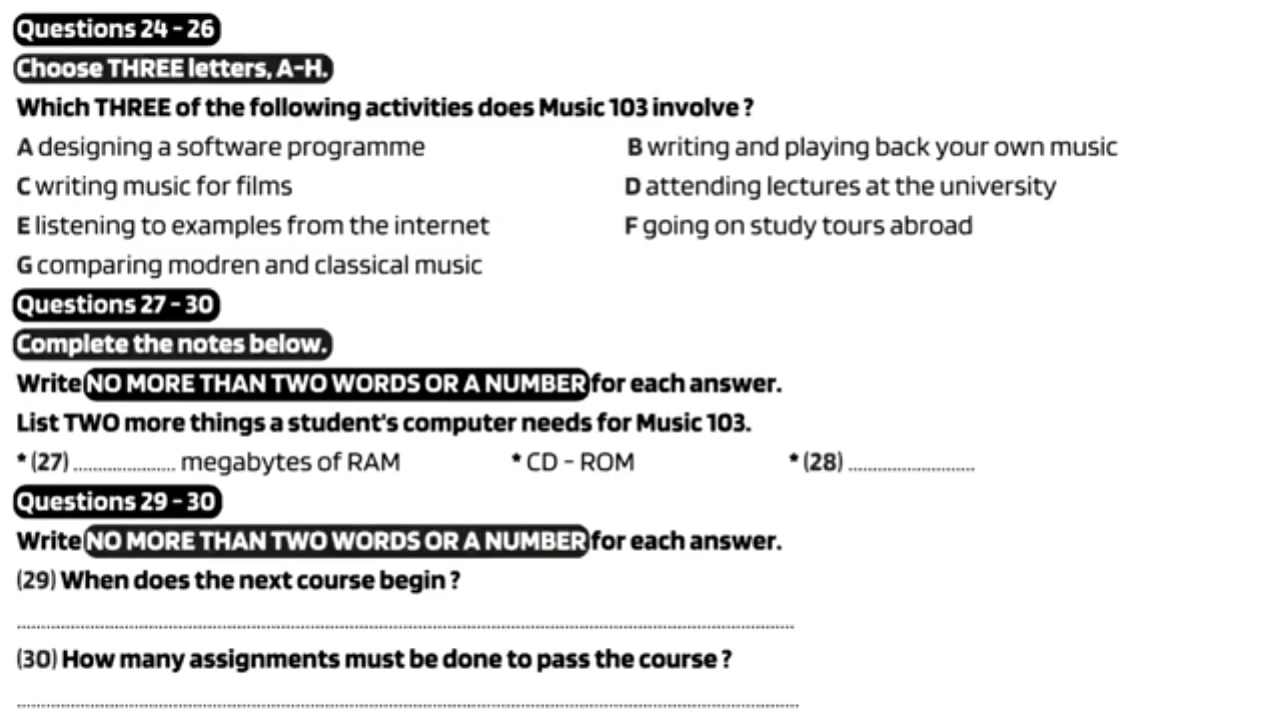 Questions 24 - 26
Choose THREE letters, A-H.
Which THREE of the following activities does Music 103 involve ?
A designing a software programme B writing and playing back your own music
C writing music for films D attending lectures at the university
E listening to examples from the internet F going on study tours abroad
G comparing modren and classical music
Questions 27 - 30
Complete the notes below.
Write NO MORE THAN TWO WORDS OR A NUMBER for each answer.
List TWO more things a student's computer needs for Music 103.
* (27) ........................ megabytes of RAM * CD - ROM * (28) ..............................
Questions 29 - 30
Write NO MORE THAN TWO WORDS OR A NUMBER for each answer.
(29) When does the next course begin ?
................................................................................
(30) How many assignments must be done to pass the course ?
................................................................................